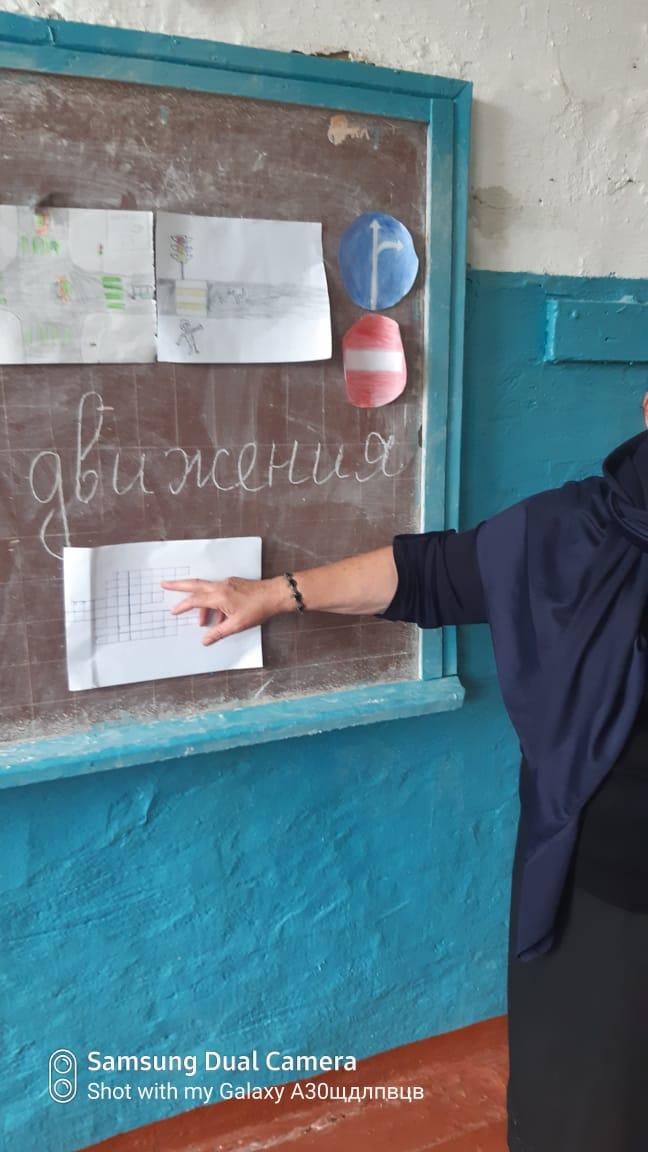 движения
Samsung Dual Camera
Shot with my Galaxy A30щдлпвцв